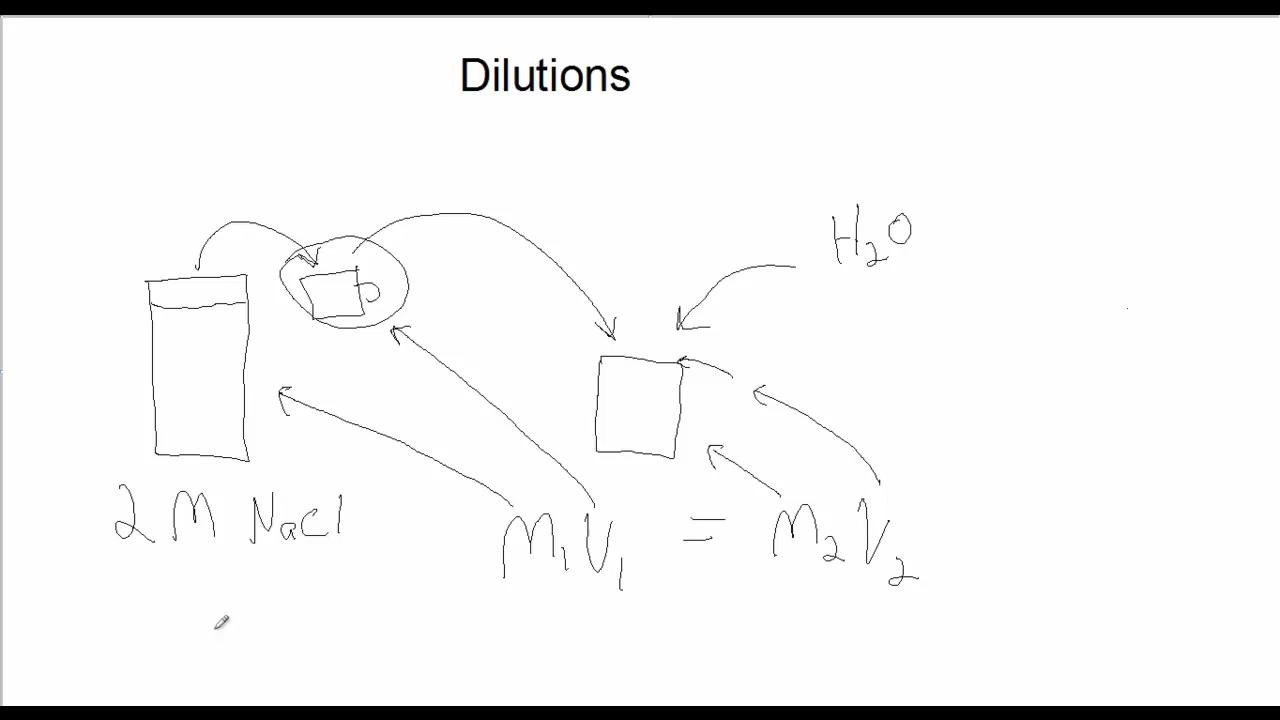 Dilutions
H₂O
2 M NaCl
M₁V₁ = M₂V₂